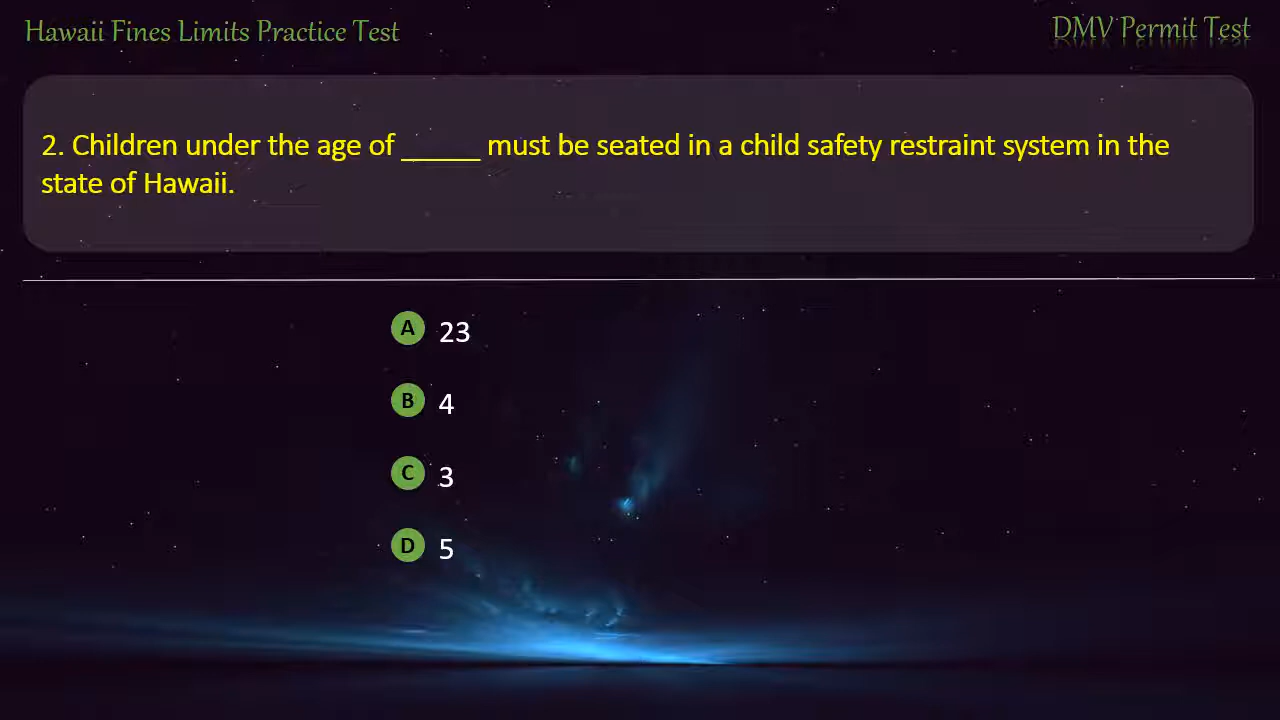 Hawaii Fines Limits Practice Test
DMV Permit Test
2. Children under the age of _____ must be seated in a child safety restraint system in the
state of Hawaii.
A 23
B 4
C 3
D 5